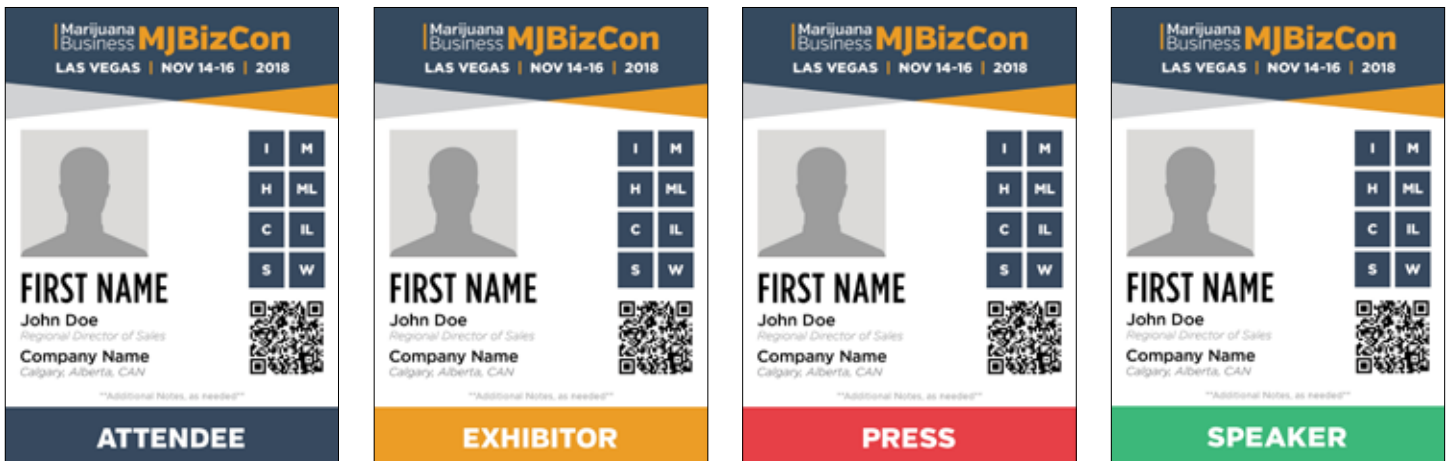 Marijuana
Business MJBizCon
LAS VEGAS | NOV 14-16 | 2018
I M
H ML
C IL
S W
FIRST NAME
John Doe
Regional Director of Sales
Company Name
Calgary, Alberta, CAN
**Additional Notes, as needed**
ATTENDEE
Marijuana
Business MJBizCon
LAS VEGAS | NOV 14-16 | 2018
I M
H ML
C IL
S W
FIRST NAME
John Doe
Regional Director of Sales
Company Name
Calgary, Alberta, CAN
**Additional Notes, as needed**
EXHIBITOR
Marijuana
Business MJBizCon
LAS VEGAS | NOV 14-16 | 2018
I M
H ML
C IL
S W
FIRST NAME
John Doe
Regional Director of Sales
Company Name
Calgary, Alberta, CAN
**Additional Notes, as needed**
PRESS
Marijuana
Business MJBizCon
LAS VEGAS | NOV 14-16 | 2018
I M
H ML
C IL
S W
FIRST NAME
John Doe
Regional Director of Sales
Company Name
Calgary, Alberta, CAN
**Additional Notes, as needed**
SPEAKER